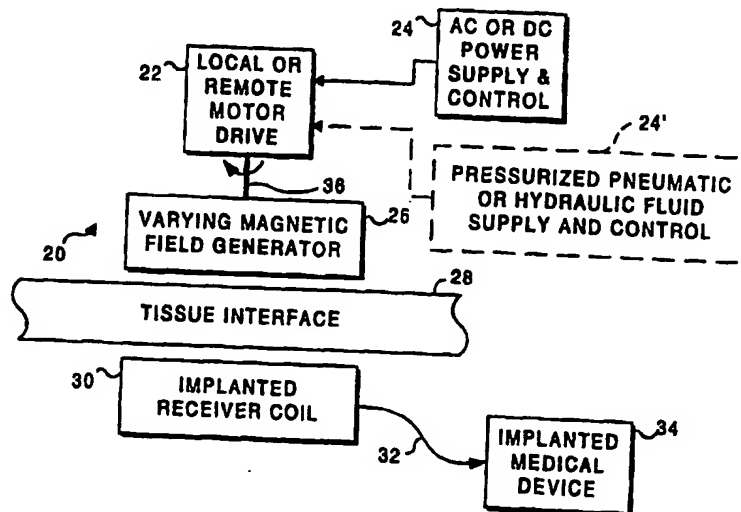 24
AC OR DC
POWER
SUPPLY &
CONTROL
22
LOCAL OR
REMOTE
MOTOR
DRIVE
24'
PRESSURIZED PNEUMATIC
OR HYDRAULIC FLUID
SUPPLY AND CONTROL
36
26
VARYING MAGNETIC
FIELD GENERATOR
20
28
TISSUE INTERFACE
30
IMPLANTED
RECEIVER COIL
32
34
IMPLANTED
MEDICAL
DEVICE